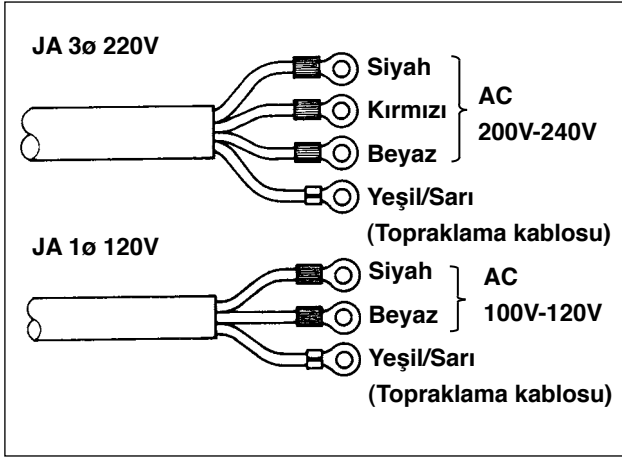 JA 3ø 220V
Siyah
Kırmızı
Beyaz
AC
200V-240V
Yeşil/Sarı
(Topraklama kablosu)
JA 1ø 120V
Siyah
Beyaz
AC
100V-120V
Yeşil/Sarı
(Topraklama kablosu)